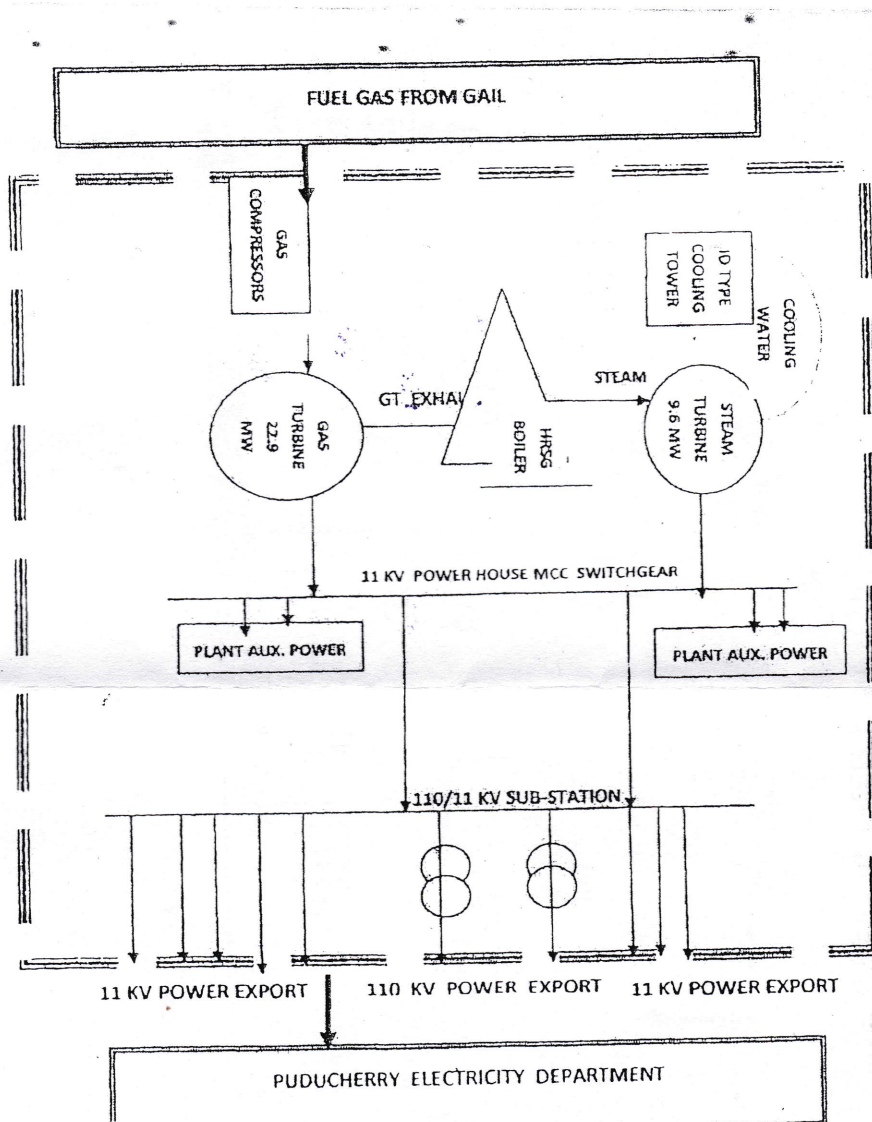 FUEL GAS FROM GAIL
GAS
COMPRESSORS
ID TYPE
COOLING
TOWER
COOLING
WATER
GT EXHAU
STEAM
GAS
TURBINE
22.9
MW
HRSG
BOILER
STEAM
TURBINE
9.6 MW
11 KV POWER HOUSE MCC SWITCHGEAR
PLANT AUX. POWER
PLANT AUX. POWER
110/11 KV SUB-STATION
11 KV POWER EXPORT
110 KV POWER EXPORT
11 KV POWER EXPORT
PUDUCHERRY ELECTRICITY DEPARTMENT